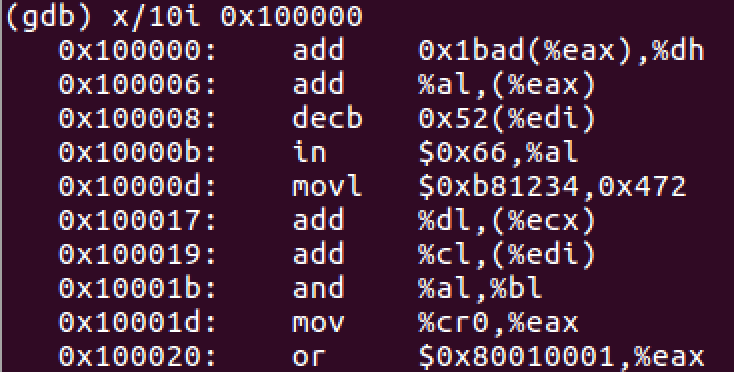 (gdb) x/10i 0x100000
0x100000: add 0x1bad(%eax),%dh
0x100006: add %al,(%eax)
0x100008: decb 0x52(%edi)
0x10000b: in $0x66,%al
0x10000d: movl $0xb81234,0x472
0x100017: add %dl,(%ecx)
0x100019: add %cl,(%edi)
0x10001b: and %al,%bl
0x10001d: mov %cr0,%eax
0x100020: or $0x80010001,%eax